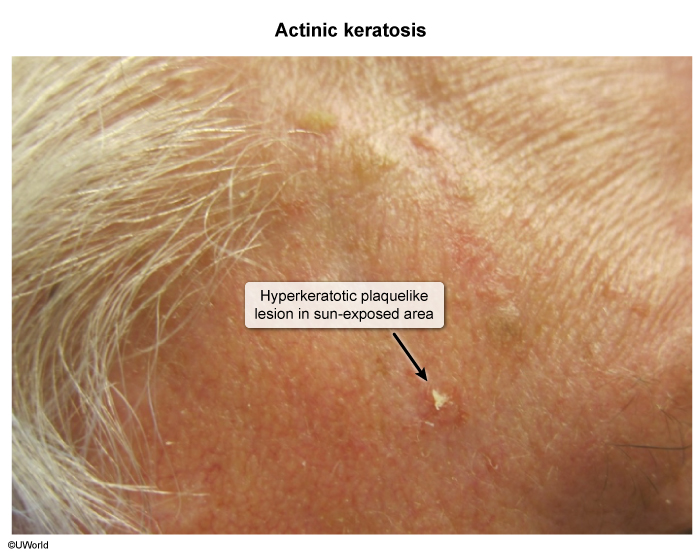 Actinic keratosis
Hyperkeratotic plaquelike
lesion in sun-exposed area
©UWorld